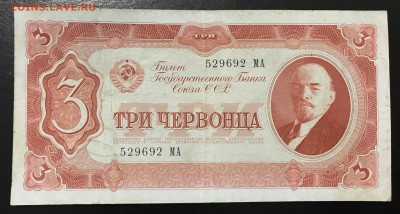 COINS.LAVE.RU
ТРИ
3
3
Билет
Государственного Банка
Союза ССР
529692 МА
3
ТРИ ЧЕРВОНЦА
529692 МА
3
3